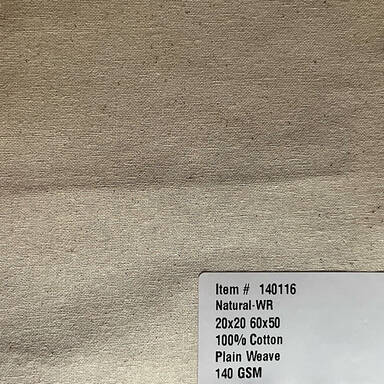 Item # 140116
Natural-WR
20x20 60x50
100% Cotton
Plain Weave
140 GSM